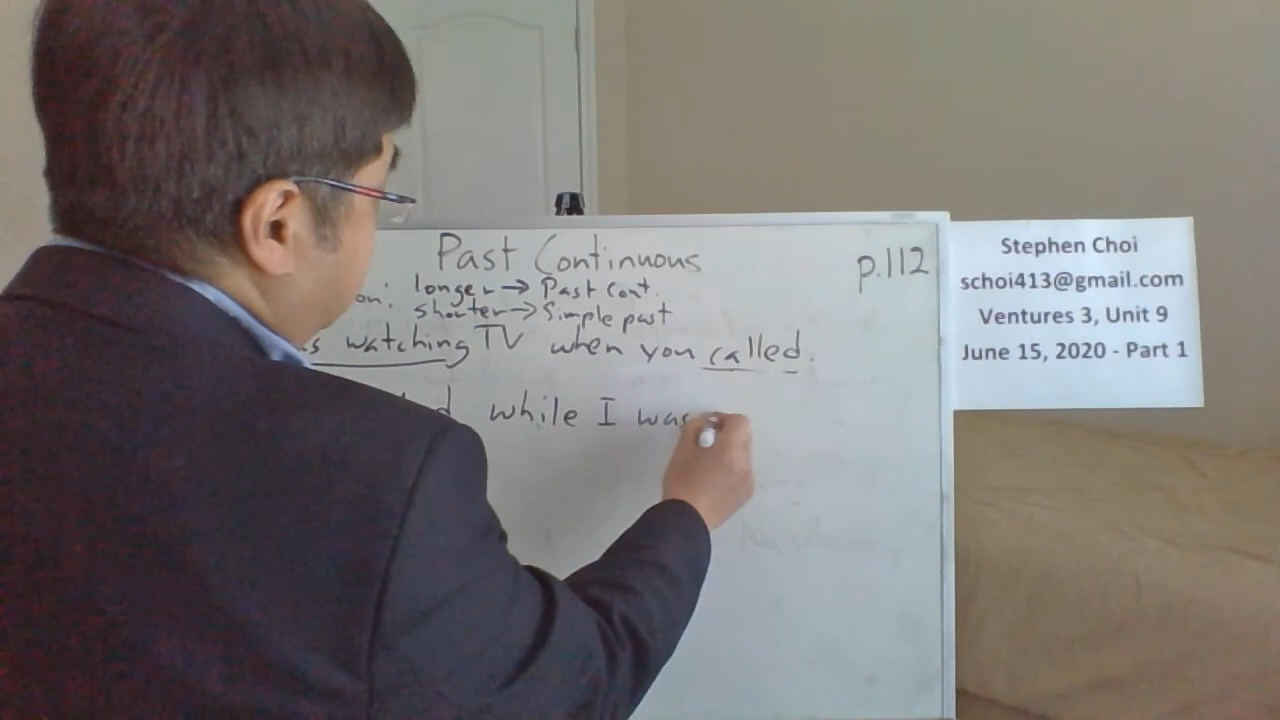 Past Continuous
p.112
on: longer → Past Cont.
shorter → Simple past
watching TV when you called.
while I was
Stephen Choi
schoi413@gmail.com
Ventures 3, Unit 9
June 15, 2020 - Part 1